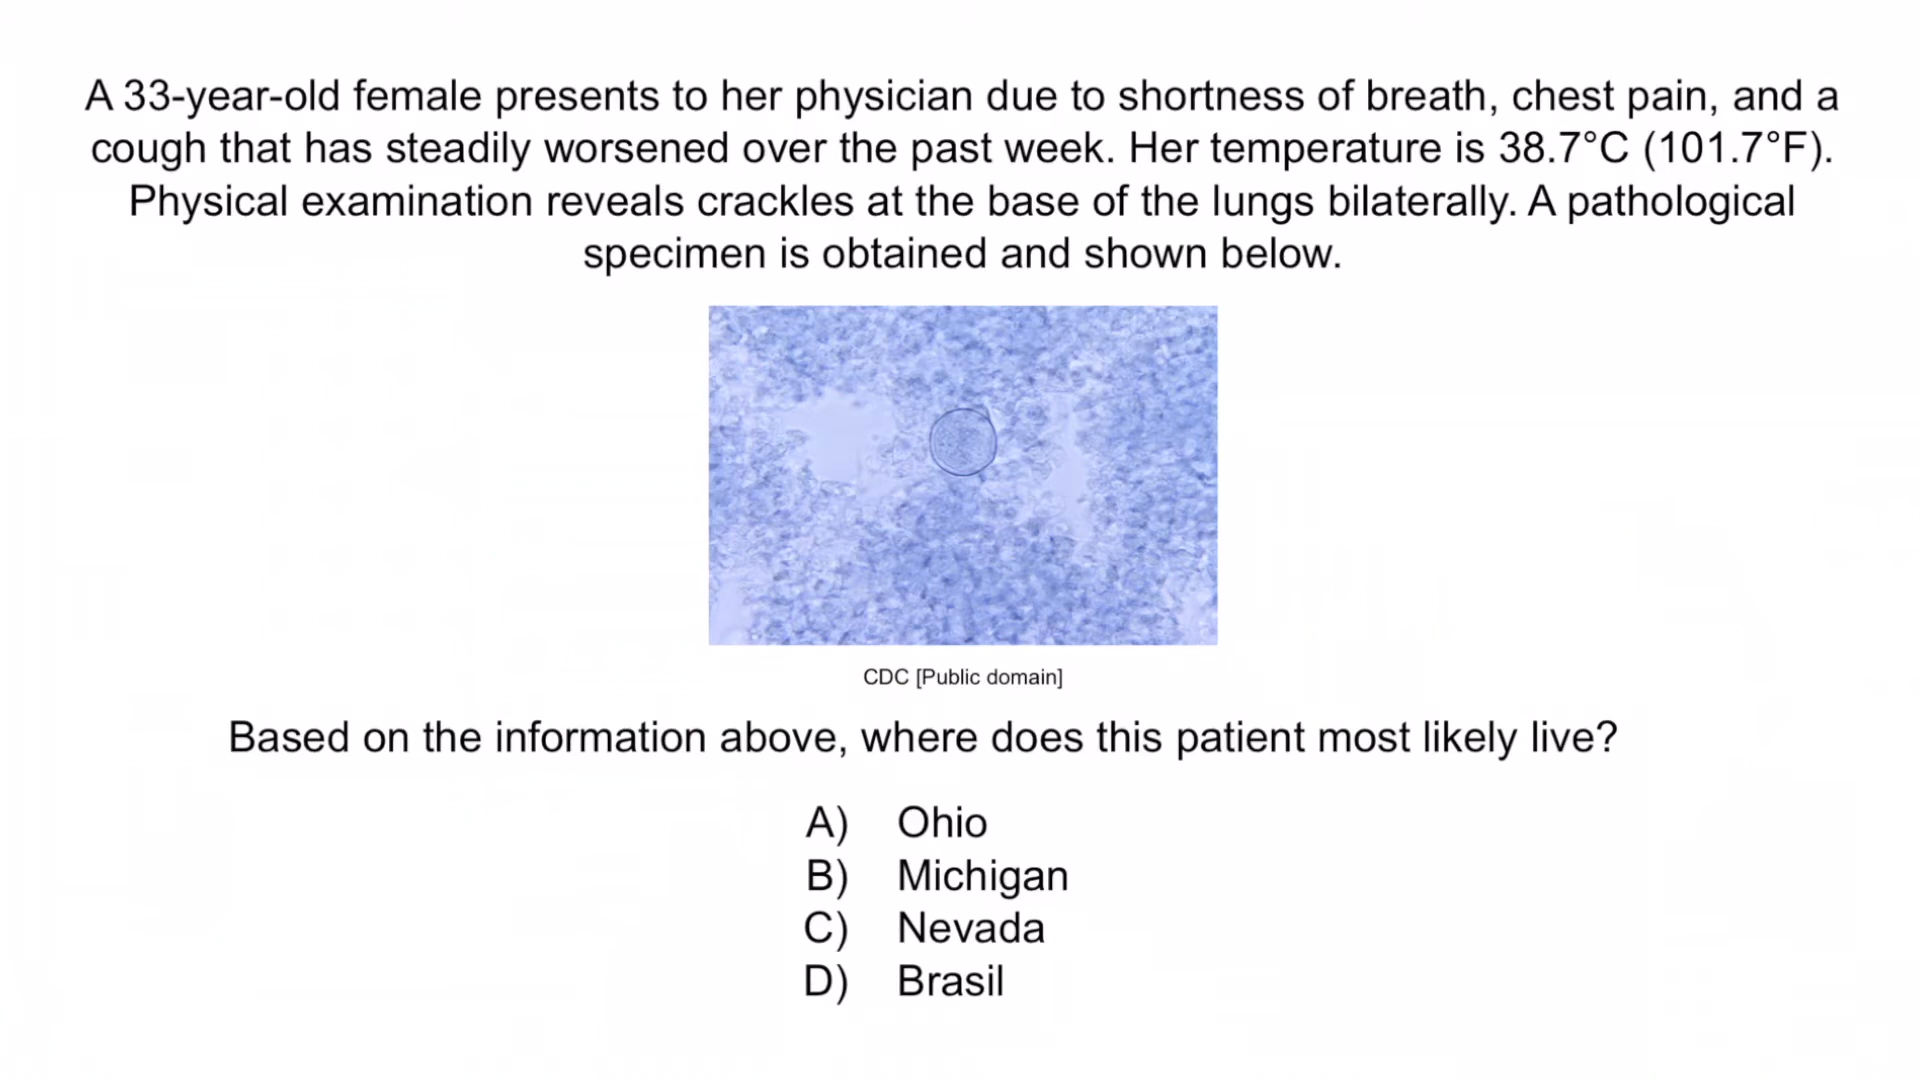 A 33-year-old female presents to her physician due to shortness of breath, chest pain, and a
cough that has steadily worsened over the past week. Her temperature is 38.7°C (101.7°F).
Physical examination reveals crackles at the base of the lungs bilaterally. A pathological
specimen is obtained and shown below.
CDC [Public domain]
Based on the information above, where does this patient most likely live?
A) Ohio
B) Michigan
C) Nevada
D) Brasil